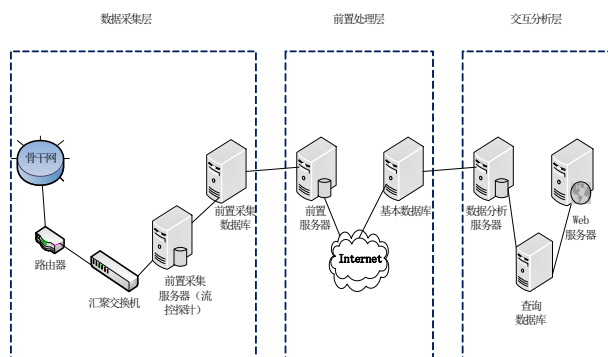 数据采集层
前置处理层
交互分析层
骨干网
路由器
汇聚交换机
前置采集
服务器（流
控探针）
前置采集
数据库
前置
服务器
Internet
基本数据库
数据分析
服务器
查询
数据库
Web
服务器